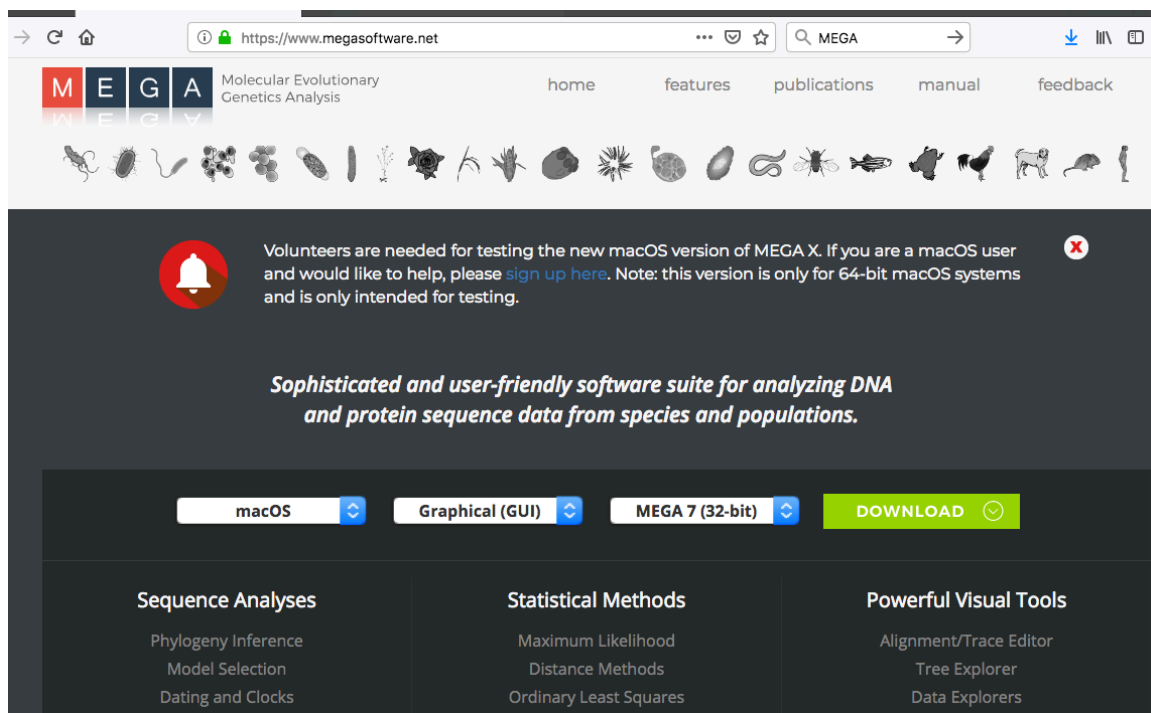 https://www.megasoftware.net
MEGA
M E G A
Molecular Evolutionary
Genetics Analysis
home features publications manual feedback
Volunteers are needed for testing the new macOS version of MEGA X. If you are a macOS user
and would like to help, please sign up here. Note: this version is only for 64-bit macOS systems
and is only intended for testing.
Sophisticated and user-friendly software suite for analyzing DNA
and protein sequence data from species and populations.
macOS Graphical (GUI) MEGA 7 (32-bit) DOWNLOAD
Sequence Analyses Statistical Methods Powerful Visual Tools
Phylogeny Inference Maximum Likelihood Alignment/Trace Editor
Model Selection Distance Methods Tree Explorer
Dating and Clocks Ordinary Least Squares Data Explorers